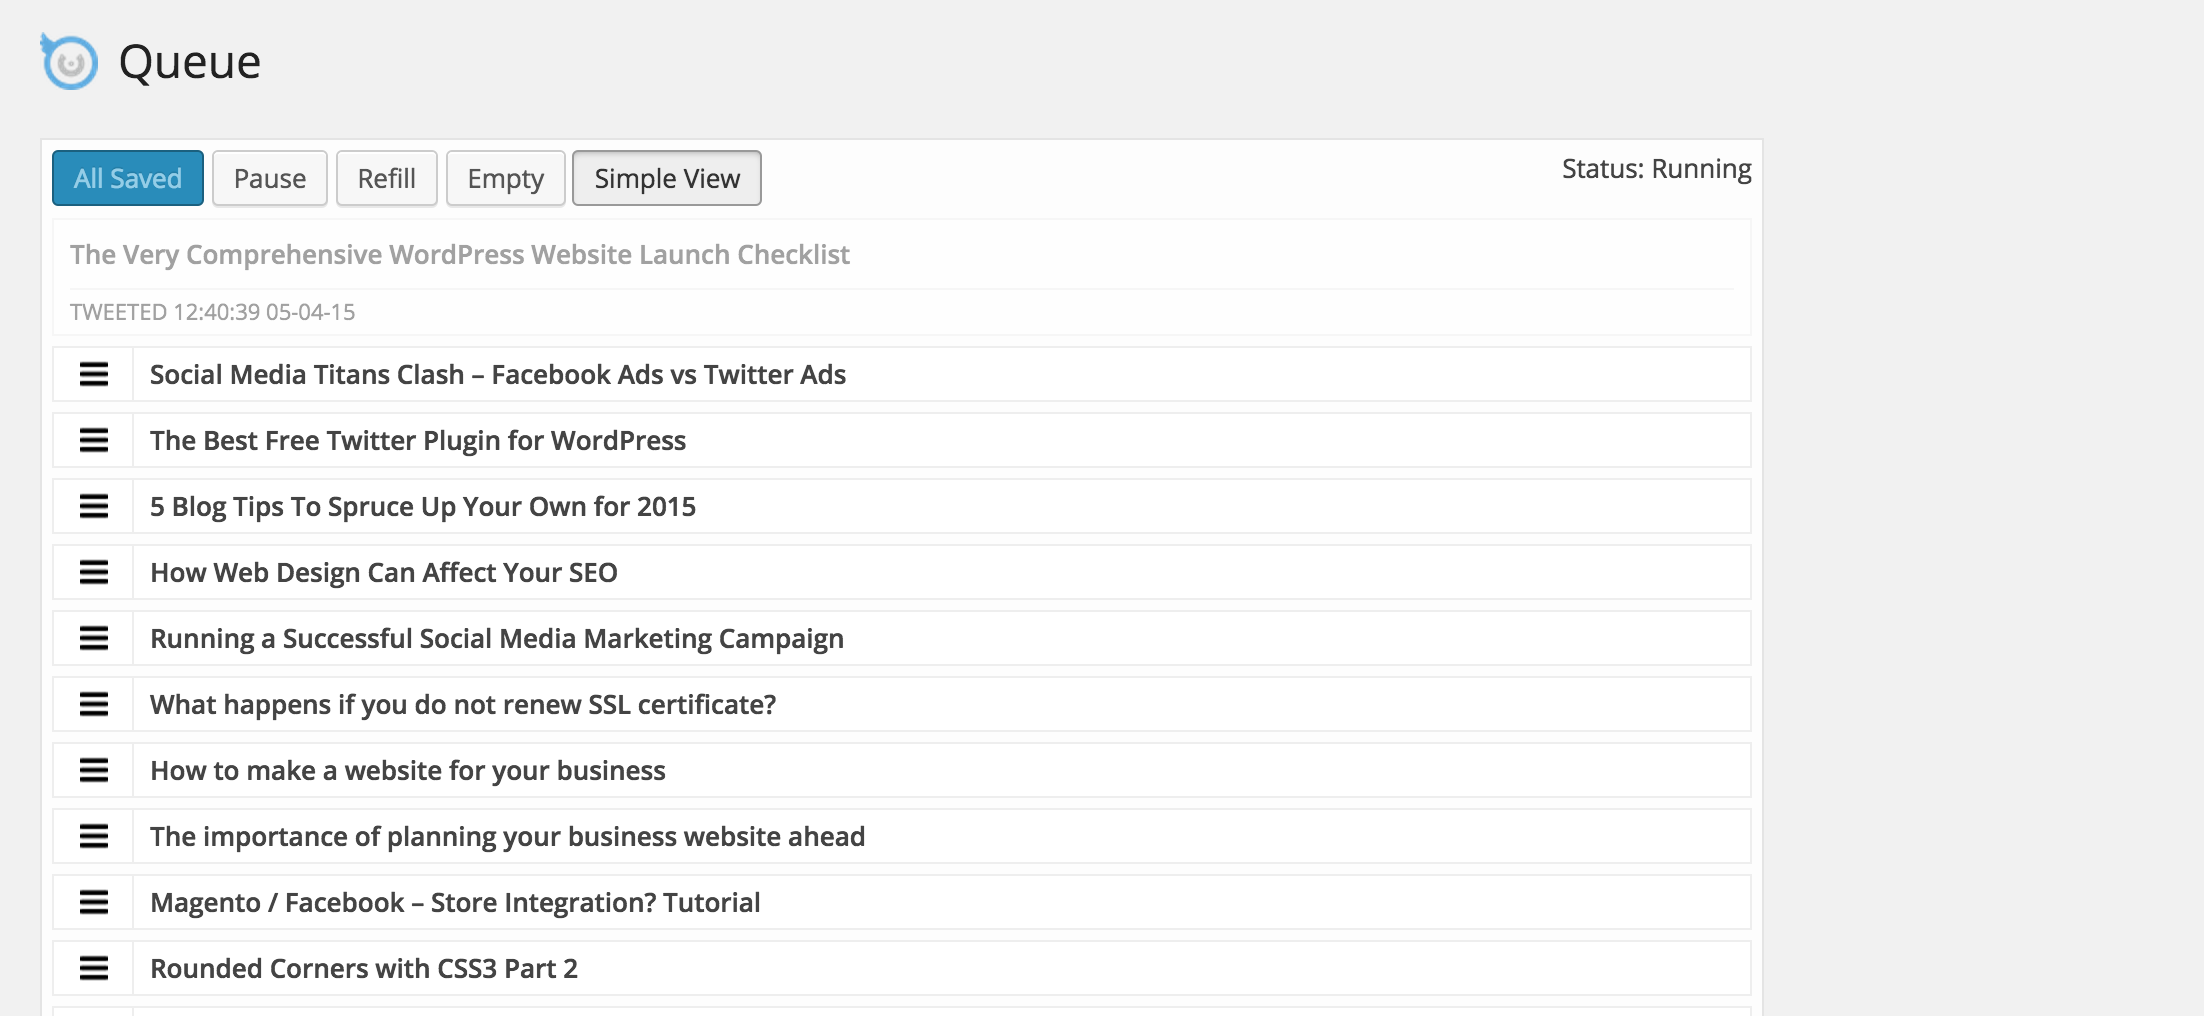 Queue
All Saved Pause Refill Empty Simple View Status: Running
The Very Comprehensive WordPress Website Launch Checklist
TWEETED 12:40:39 05-04-15
Social Media Titans Clash – Facebook Ads vs Twitter Ads
The Best Free Twitter Plugin for WordPress
5 Blog Tips To Spruce Up Your Own for 2015
How Web Design Can Affect Your SEO
Running a Successful Social Media Marketing Campaign
What happens if you do not renew SSL certificate?
How to make a website for your business
The importance of planning your business website ahead
Magento / Facebook – Store Integration? Tutorial
Rounded Corners with CSS3 Part 2